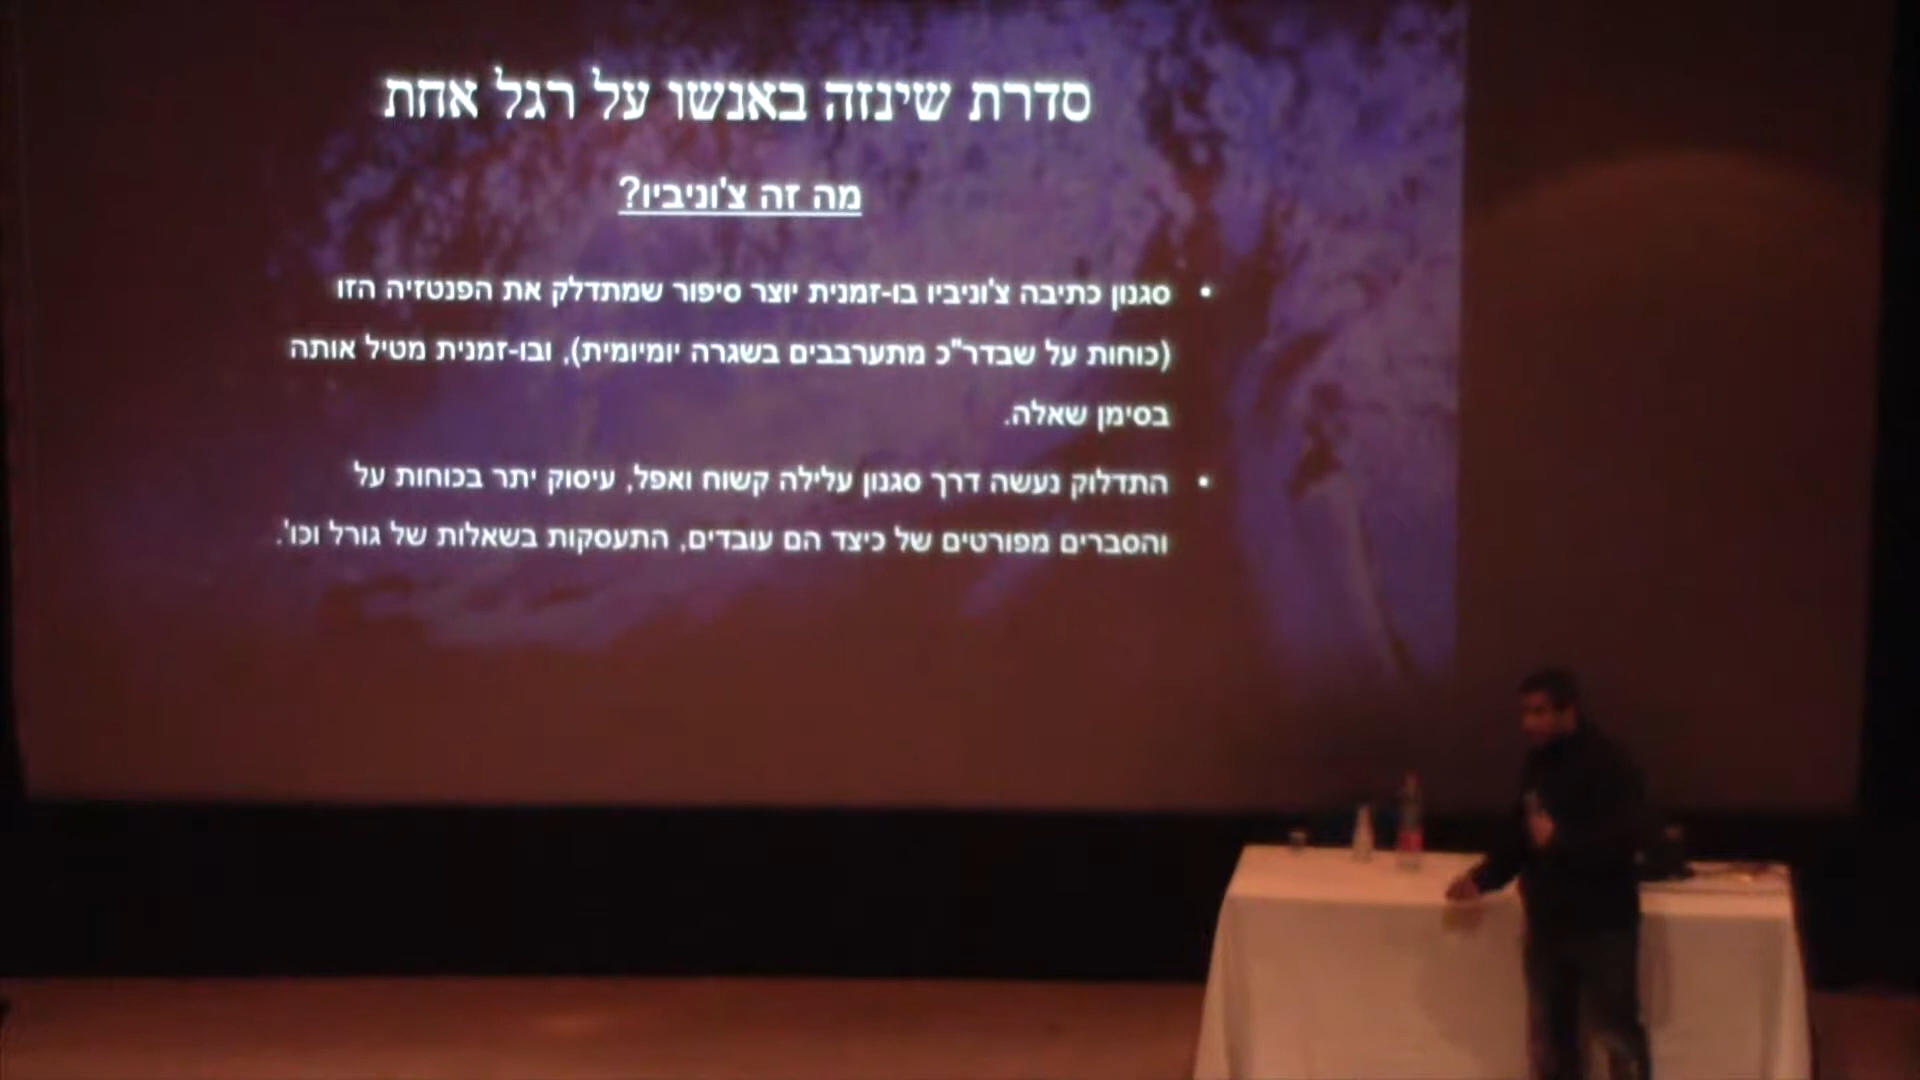 סדרת שינזה באנשו על רגל אחת
מה זה צ'וניביו?
• סגנון כתיבה צ'וניביו בו-זמנית יוצר סיפור שמתדלק את הפנטזיה הזו
(כוחות על שבדר"כ מתערבבים בשגרה יומיומית), ובו-זמנית מטיל אותה
בסימן שאלה.
• התדלוק נעשה דרך סגנון עלילה קשוח ואפל, עיסוק יתר בכוחות על
והסברים מפורטים של כיצד הם עובדים, התעסקות בשאלות של גורל וכו'.